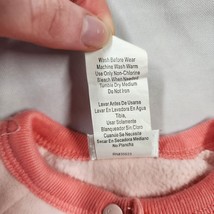 Wash Before Wear
Machine Wash Warm
Use Only Non-Chlorine
Bleach When Needed
Tumble Dry Medium
Do Not Iron
Lavar Antes De Usarse
Lavar En Lavadora En Agua
Tibia,
Usar Solamente
Blanqueador Sin Cloro
Cuando Se Necesite
Secar En Secadora Mediano
No Planche